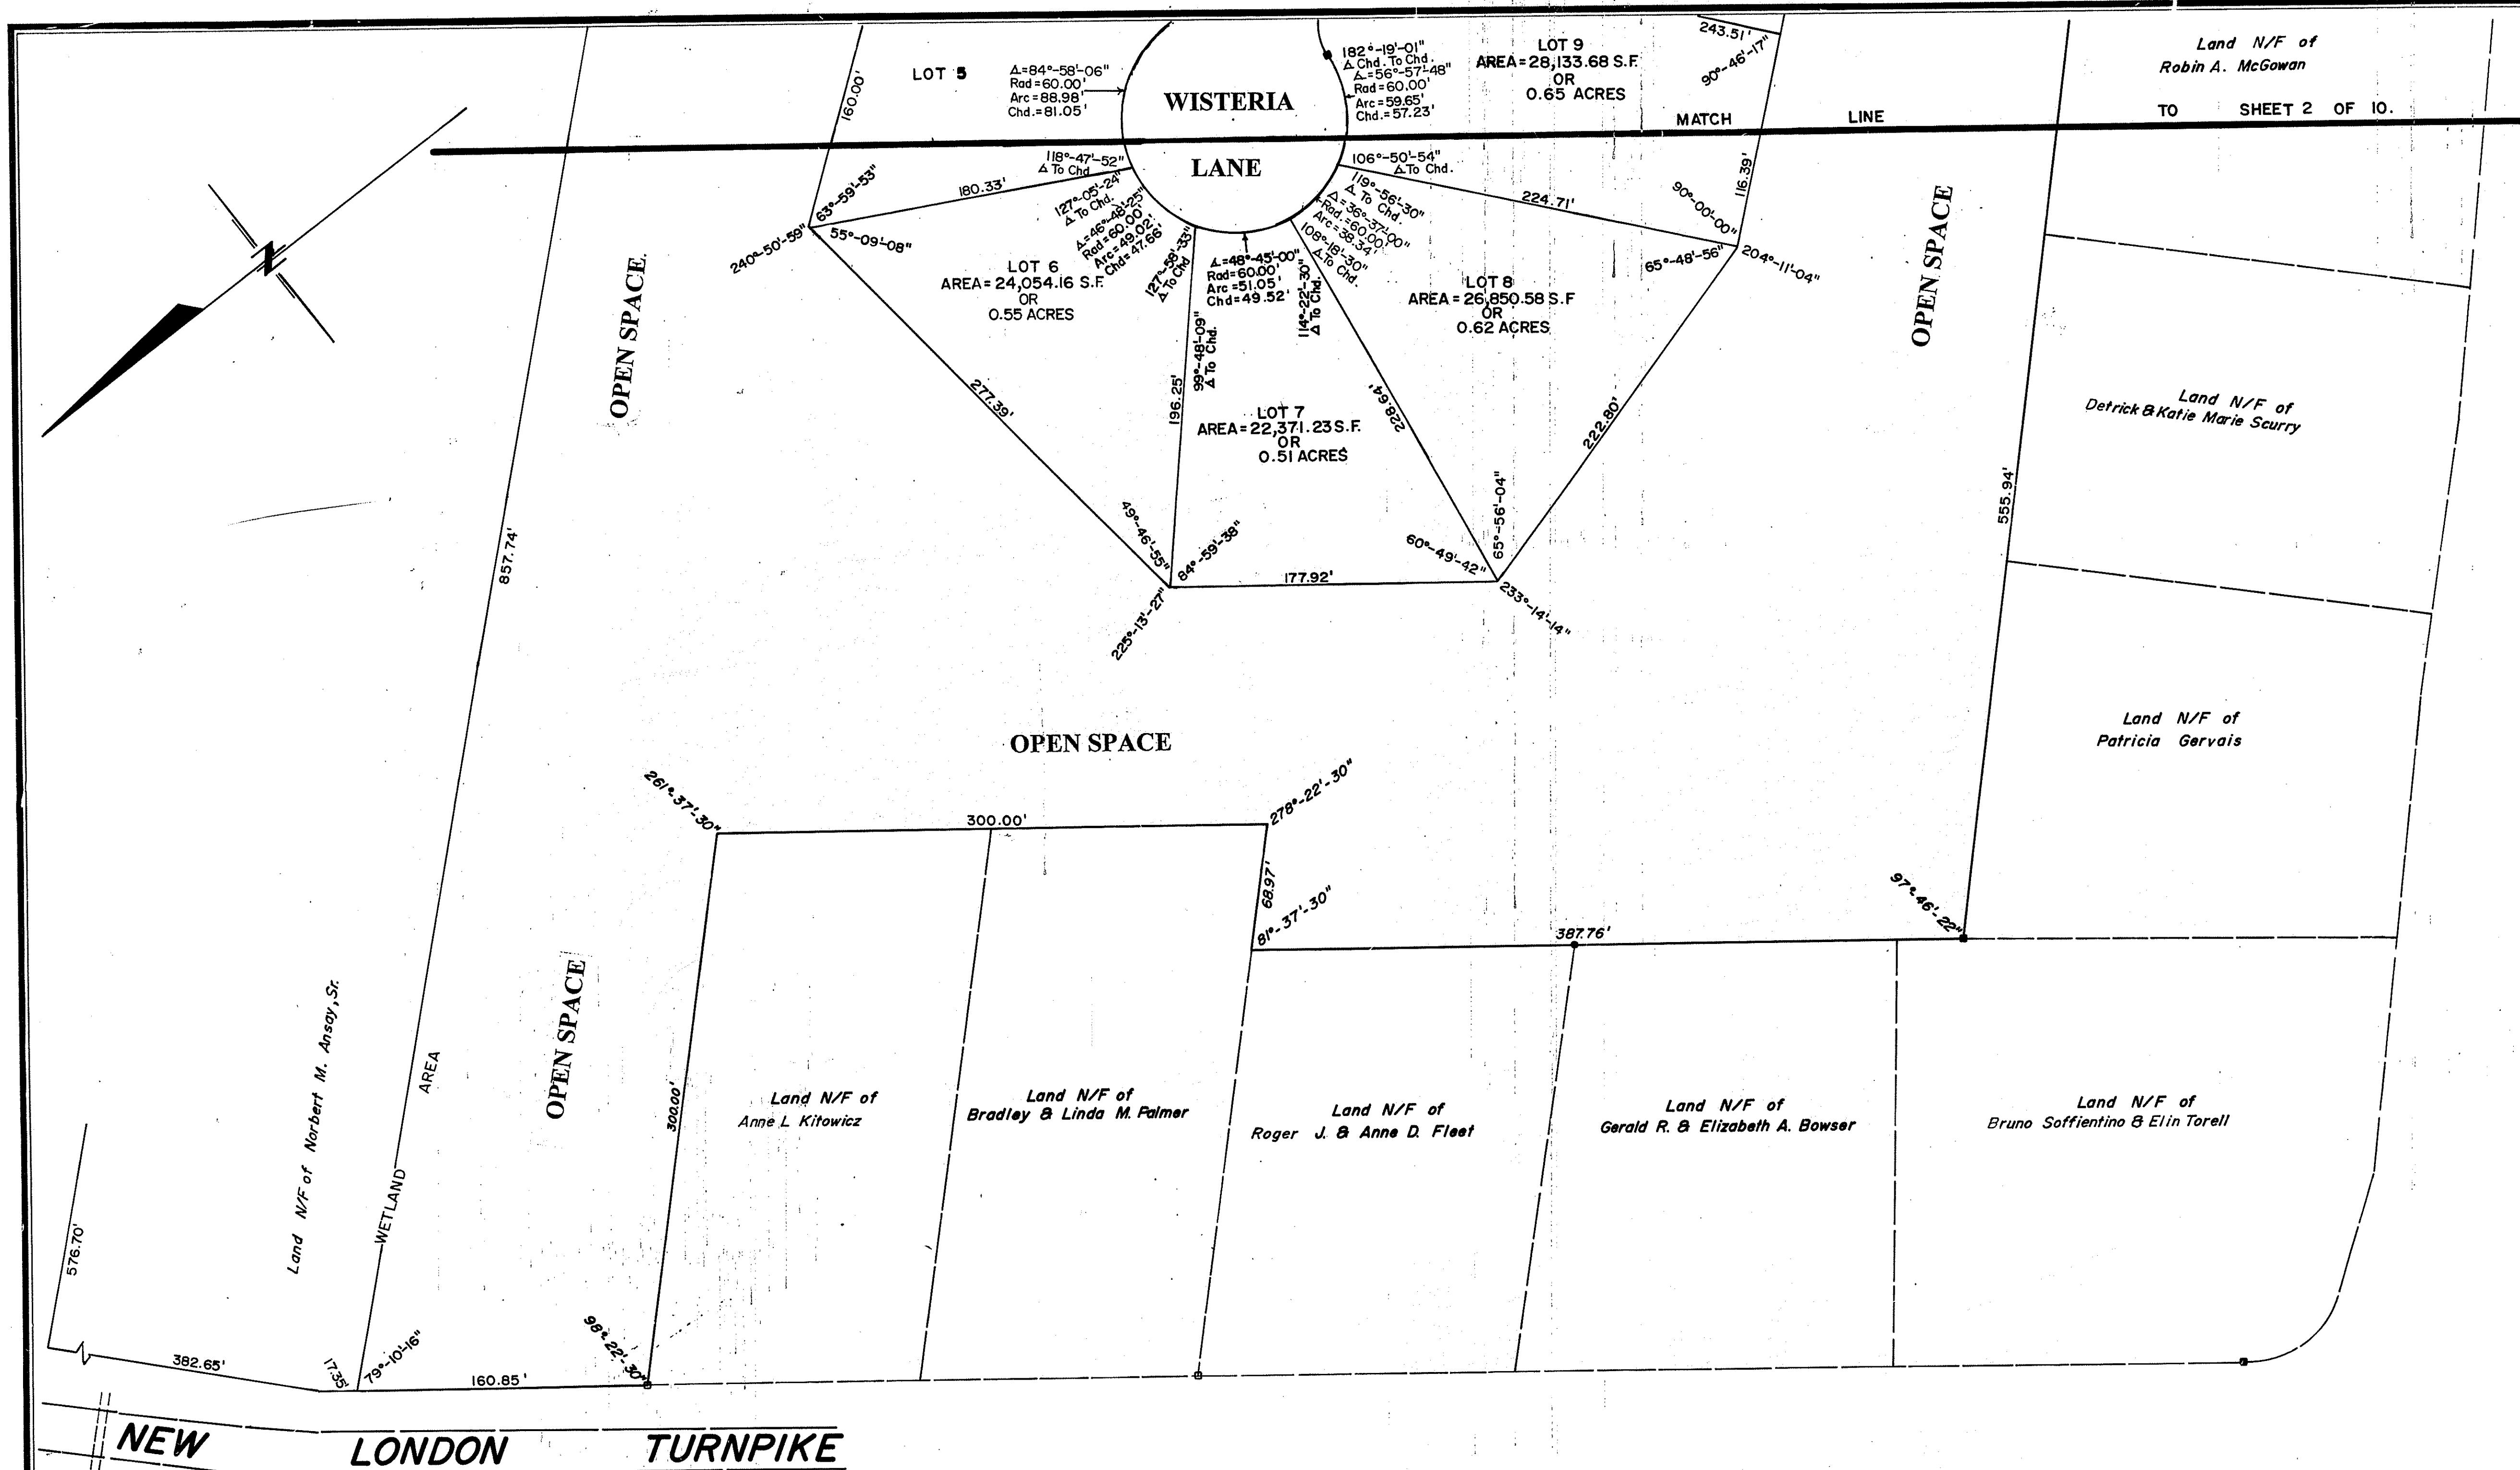 160.00'
LOT 5
Δ=84°-58'-06"
Rad=60.00'
Arc=88.98'
Chd.=81.05'
WISTERIA
LANE
182°-19'-01"
Δ Chd. To Chd.
Δ=56°-57'-48"
Rad=60.00'
Arc=59.65'
Chd.=57.23'
LOT 9
AREA=28,133.68 S.F.
OR
0.65 ACRES
243.51'
90°-46'-17"
Land N/F of
Robin A. McGowan
MATCH LINE TO SHEET 2 OF 10.
63°-59'-53"
180.33'
118°-47'-52"
Δ To Chd.
240°-50'-59"
55°-09'-08"
127°-05'-24"
Δ To Chd.
Δ=46°-48'-25"
Rad=60.00'
Arc=49.02'
Chd=47.66'
LOT 6
AREA=24,054.16 S.F.
OR
0.55 ACRES
127°-58'-33"
Δ To Chd
Δ=48°-45'-00"
Rad=60.00'
Arc=51.05'
Chd=49.52'
114°-22'-30"
Δ To Chd.
99°-48'-09"
Δ To Chd.
106°-50'-54"
Δ To Chd.
119°-56'-30"
Δ To Chd.
Δ=36°-37'-00"
Rad.=60.00'
Arc=38.34'
108°-18'-30"
Δ To Chd.
224.71'
116.39'
90°-00'-00"
65°-48'-56"
204°-11'-04"
LOT 8
AREA=26,850.58 S.F
OR
0.62 ACRES
OPEN SPACE
OPEN SPACE
277.39'
196.25'
LOT 7
AREA=22,371.23 S.F.
OR
0.51 ACRES
228.64'
222.80'
Land N/F of
Detrick & Katie Marie Scurry
555.94'
857.74'
49°-46'-55"
84°-59'-38"
177.92'
60°-49'-42"
65°-56'-04"
233°-14'-14"
225°-13'-27"
Land N/F of
Patricia Gervais
OPEN SPACE
261°-37'-30"
300.00'
278°-22'-30"
68.97'
81°-37'-30"
387.76'
97°-46'-22"
Land N/F of Norbert M. Ansay, Sr.
WETLAND AREA
OPEN SPACE
300.00'
Land N/F of
Anne L Kitowicz
Land N/F of
Bradley & Linda M. Palmer
Land N/F of
Roger J. & Anne D. Fleet
Land N/F of
Gerald R. & Elizabeth A. Bowser
Land N/F of
Bruno Soffientino & Elin Torell
576.70'
382.65'
17.35'
79°-10'-16"
160.85'
98°-22'-30"
NEW LONDON TURNPIKE
N